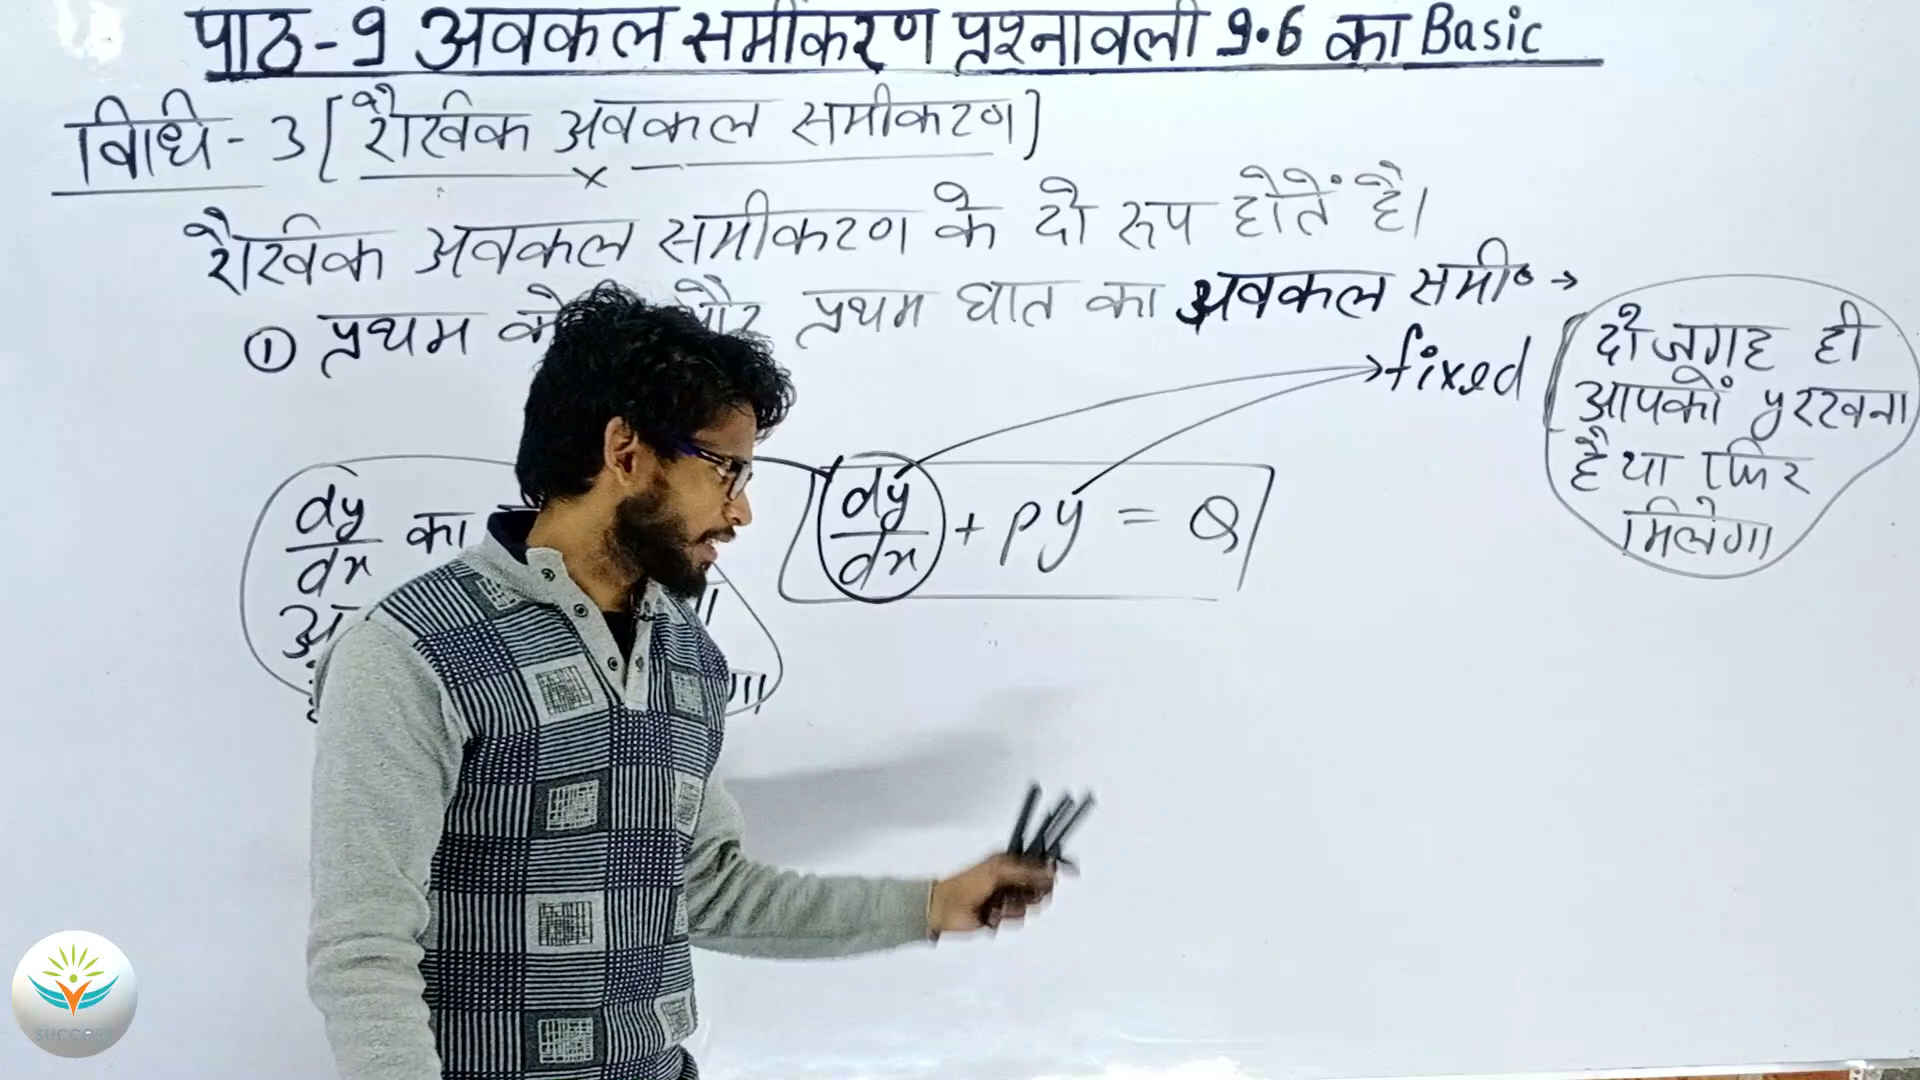 पाठ-9 अवकल समीकरण प्रश्नावली 9.6 का Basic
विधि - 3 [रैखिक अवकल समीकरण]
रैखिक अवकल समीकरण के दो रूप होतें है।
① प्रथम और प्रथम घात का अवकल समी॰ →
fixed
दो जगह ही
आपकों y रखना
है या फिर
मिलेगा
dy/dx का
dy/dx + py = Q
SUCCESS